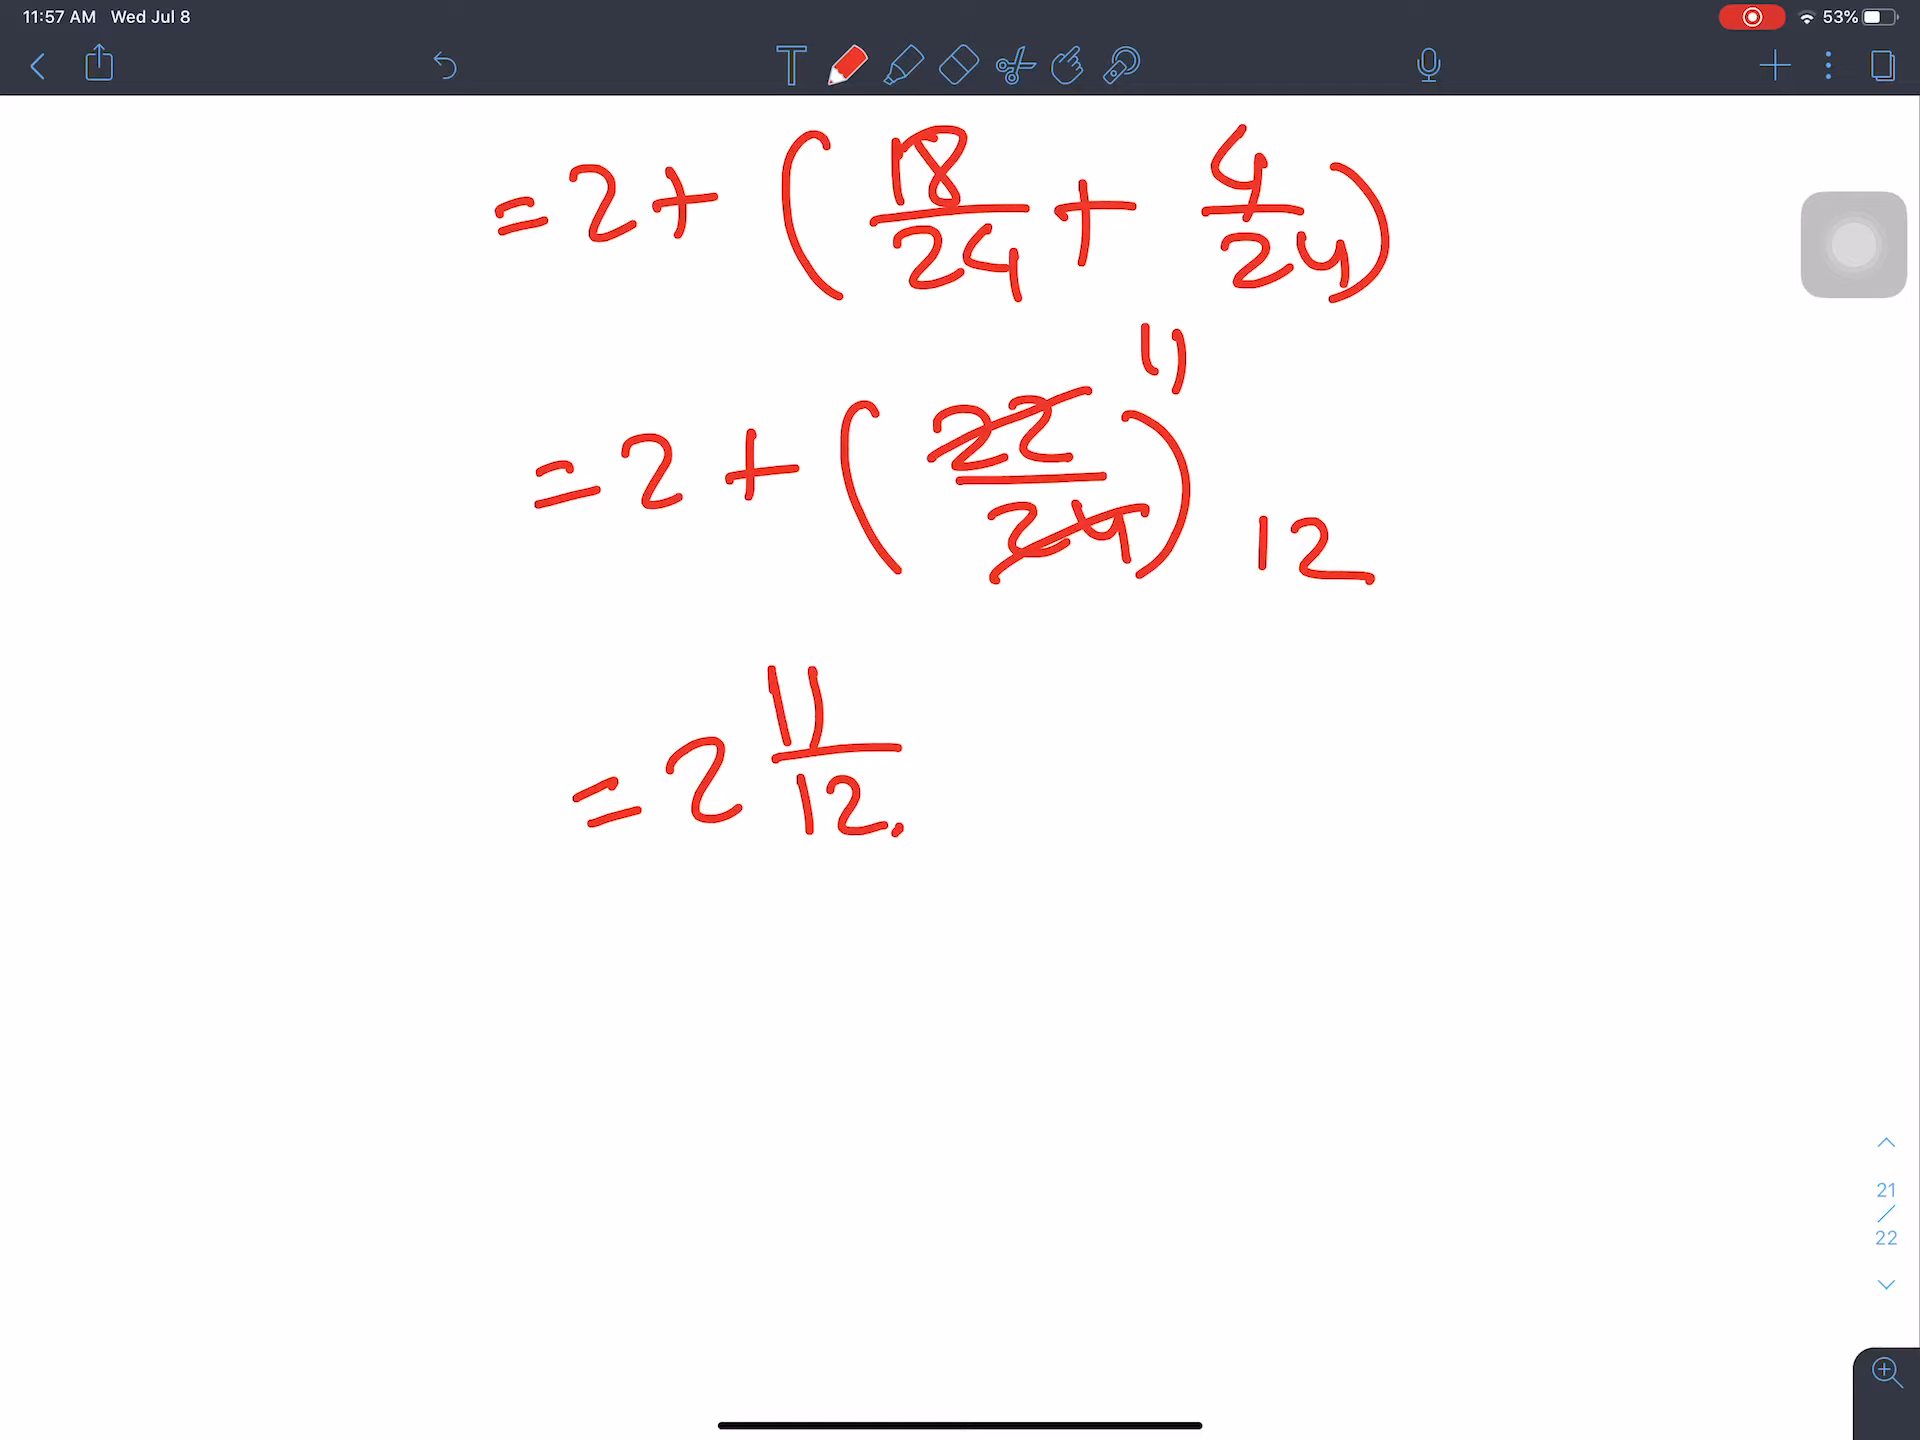 11:57 AM Wed Jul 8 53%
T
= 2 + (18/24 + 4/24)
= 2 + (22/24) 11 12
= 2 11/12.
21
/
22